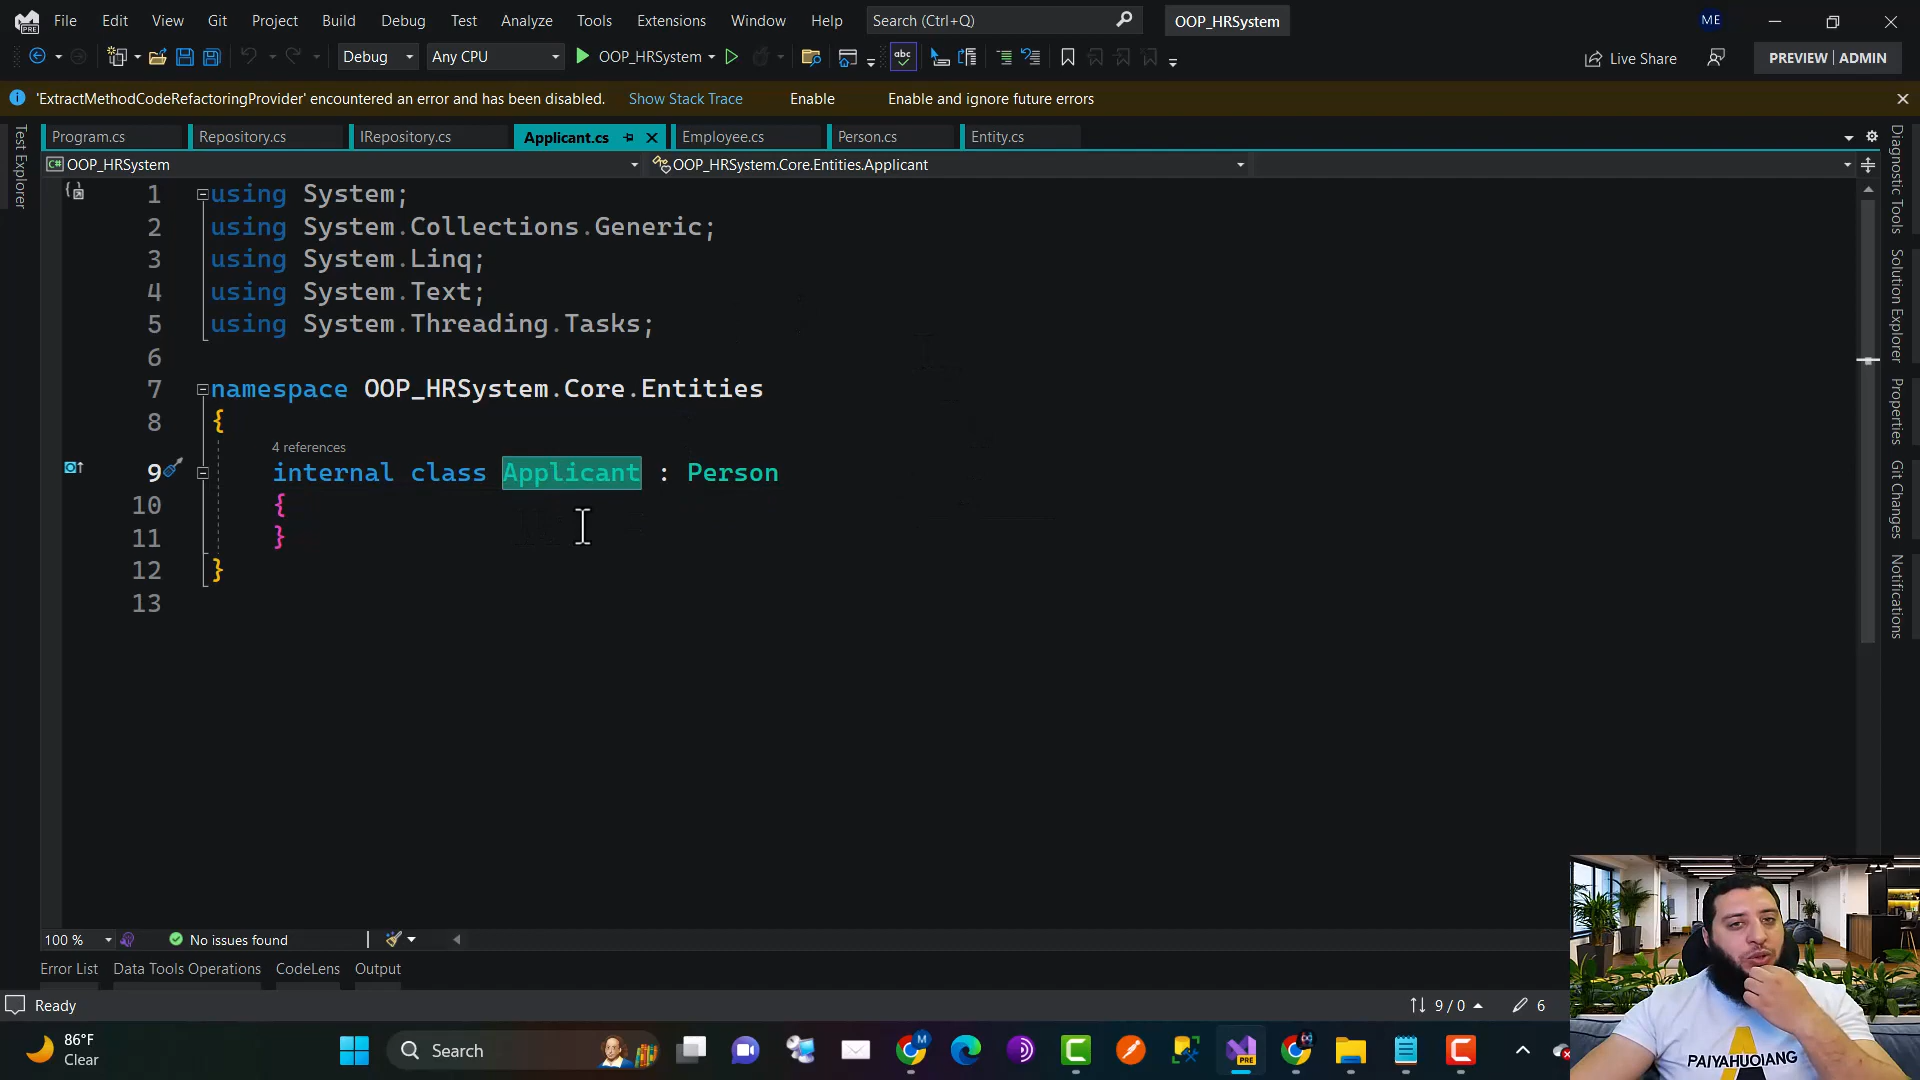 File Edit View Git Project Build Debug Test Analyze Tools Extensions Window Help Search (Ctrl+Q) OOP_HRSystem ME
Debug Any CPU OOP_HRSystem abc Live Share PREVIEW | ADMIN
'ExtractMethodCodeRefactoringProvider' encountered an error and has been disabled. Show Stack Trace Enable Enable and ignore future errors
Program.cs Repository.cs IRepository.cs Applicant.cs Employee.cs Person.cs Entity.cs
C# OOP_HRSystem OOP_HRSystem.Core.Entities.Applicant
Test Explorer
1 using System;
2 using System.Collections.Generic;
3 using System.Linq;
4 using System.Text;
5 using System.Threading.Tasks;
6
7 namespace OOP_HRSystem.Core.Entities
8 {
4 references
9 internal class Applicant : Person
10 {
11 }
12 }
13
Diagnostic Tools
Solution Explorer
Properties
Git Changes
Notifications
100 % No issues found
Error List Data Tools Operations CodeLens Output
Ready 9 / 0 6
86°F
Clear
Search
M
PRE
PAIYAHUOIANG